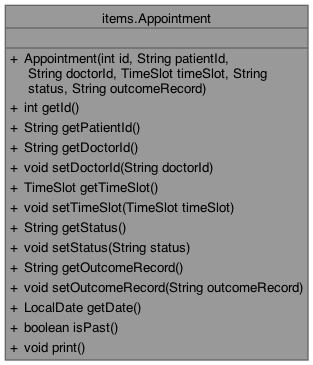 items.Appointment
+ Appointment(int id, String patientId,
String doctorId, TimeSlot timeSlot, String
status, String outcomeRecord)
+ int getId()
+ String getPatientId()
+ String getDoctorId()
+ void setDoctorId(String doctorId)
+ TimeSlot getTimeSlot()
+ void setTimeSlot(TimeSlot timeSlot)
+ String getStatus()
+ void setStatus(String status)
+ String getOutcomeRecord()
+ void setOutcomeRecord(String outcomeRecord)
+ LocalDate getDate()
+ boolean isPast()
+ void print()